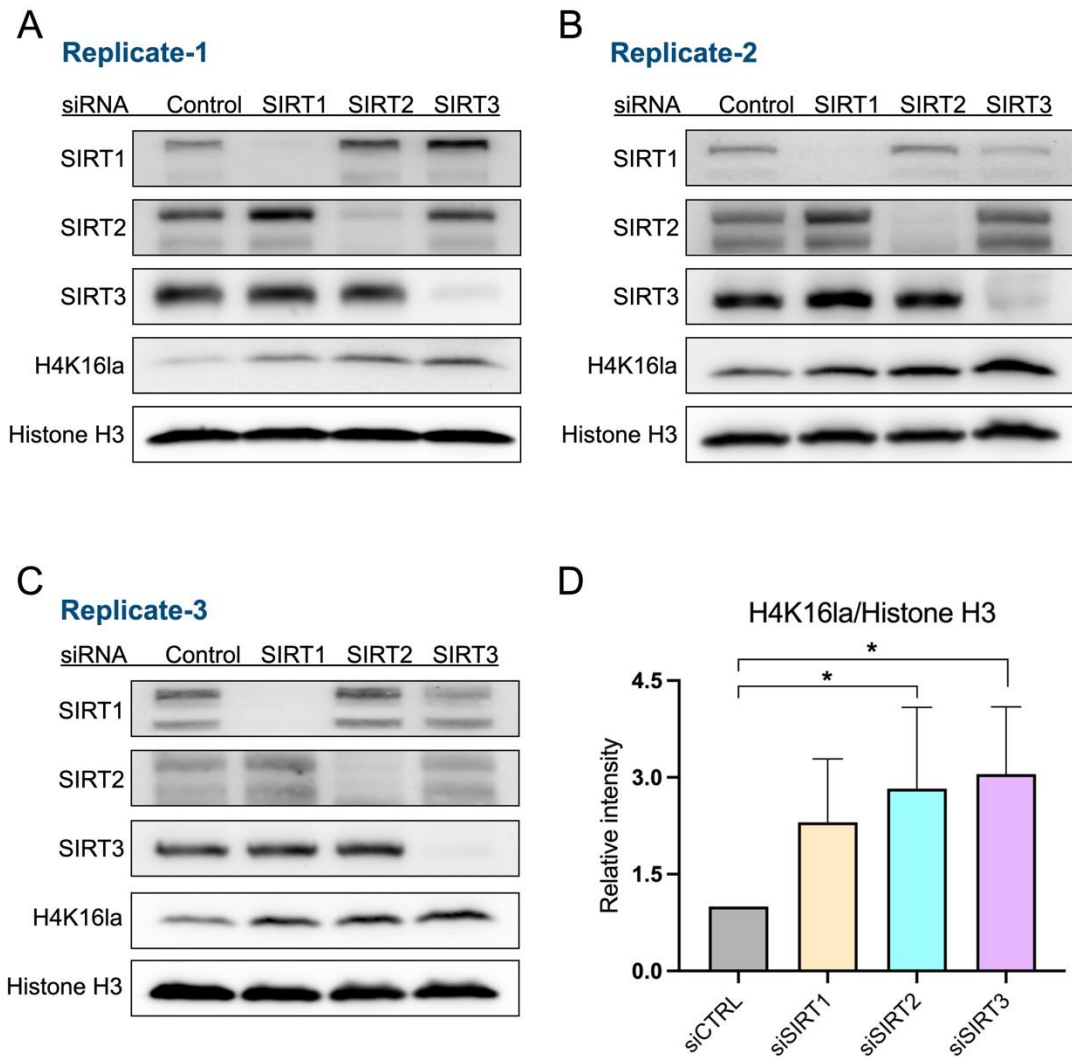 A
Replicate-1
siRNA Control SIRT1 SIRT2 SIRT3
SIRT1
SIRT2
SIRT3
H4K16la
Histone H3
B
Replicate-2
siRNA Control SIRT1 SIRT2 SIRT3
SIRT1
SIRT2
SIRT3
H4K16la
Histone H3
C
Replicate-3
siRNA Control SIRT1 SIRT2 SIRT3
SIRT1
SIRT2
SIRT3
H4K16la
Histone H3
D
H4K16la/Histone H3
*
*
4.5
3.0
1.5
0.0
Relative intensity
siCTRL
siSIRT1
siSIRT2
siSIRT3